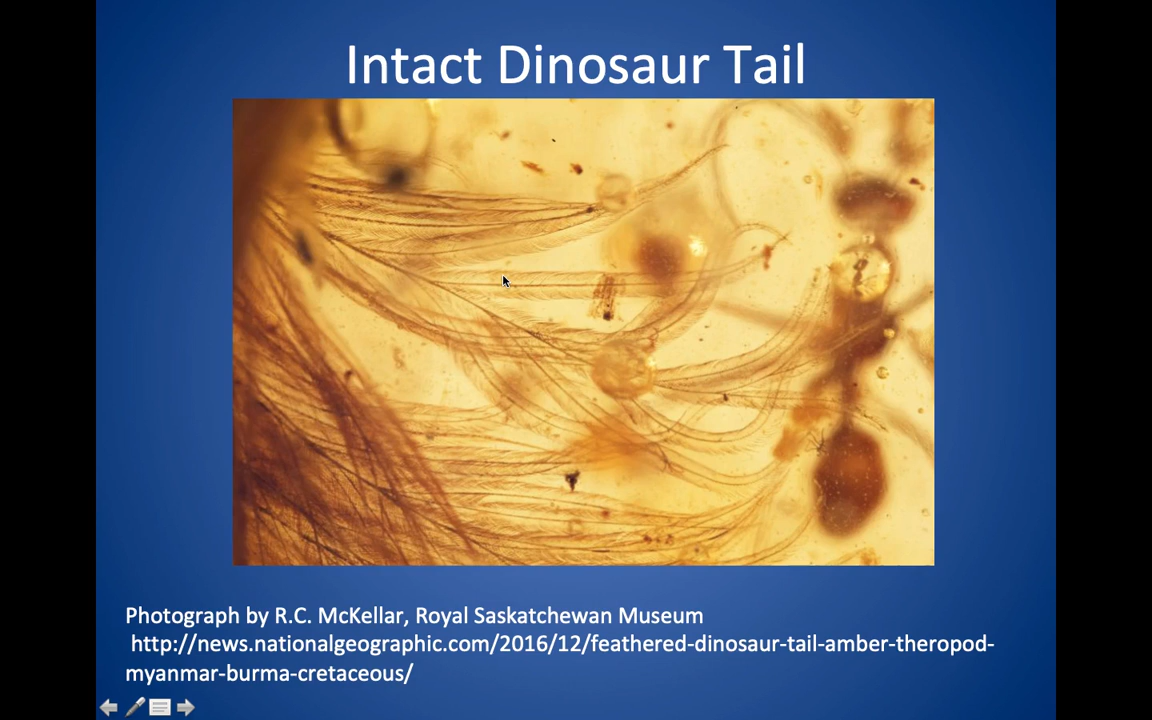 Intact Dinosaur Tail
Photograph by R.C. McKellar, Royal Saskatchewan Museum
http://news.nationalgeographic.com/2016/12/feathered-dinosaur-tail-amber-theropod-
myanmar-burma-cretaceous/